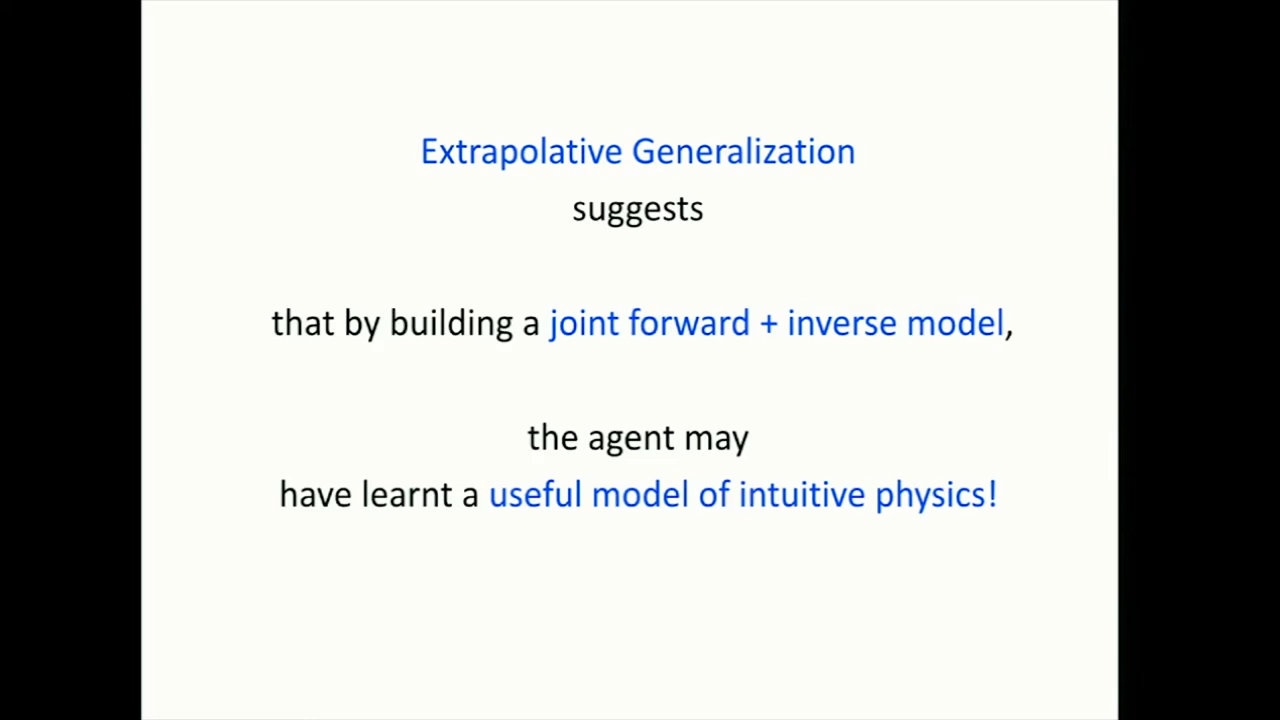 Extrapolative Generalization
suggests
that by building a joint forward + inverse model,
the agent may
have learnt a useful model of intuitive physics!